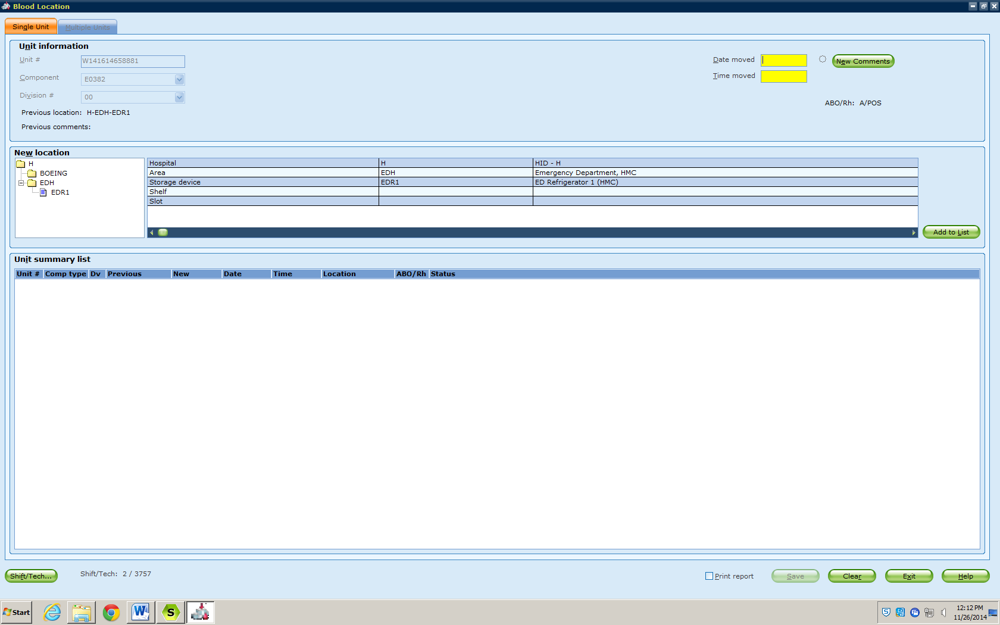 Blood Location
Single Unit
Multiple Units
Unit information
Unit #
W141614658881
Date moved
New Comments
Component
E0382
Time moved
Division #
00
ABO/Rh: A/POS
Previous location: H-EDH-EDR1
Previous comments:
New location
H
BOEING
EDH
EDR1
Hospital H HID - H
Area EDH Emergency Department, HMC
Storage device EDR1 ED Refrigerator 1 (HMC)
Shelf
Slot
Add to List
Unit summary list
Unit # Comp type Dv Previous New Date Time Location ABO/Rh Status
Shift/Tech...
Shift/Tech: 2 / 3757
Print report
Save
Clear
Exit
Help
Start
W
S
S
12:12 PM
11/26/2014